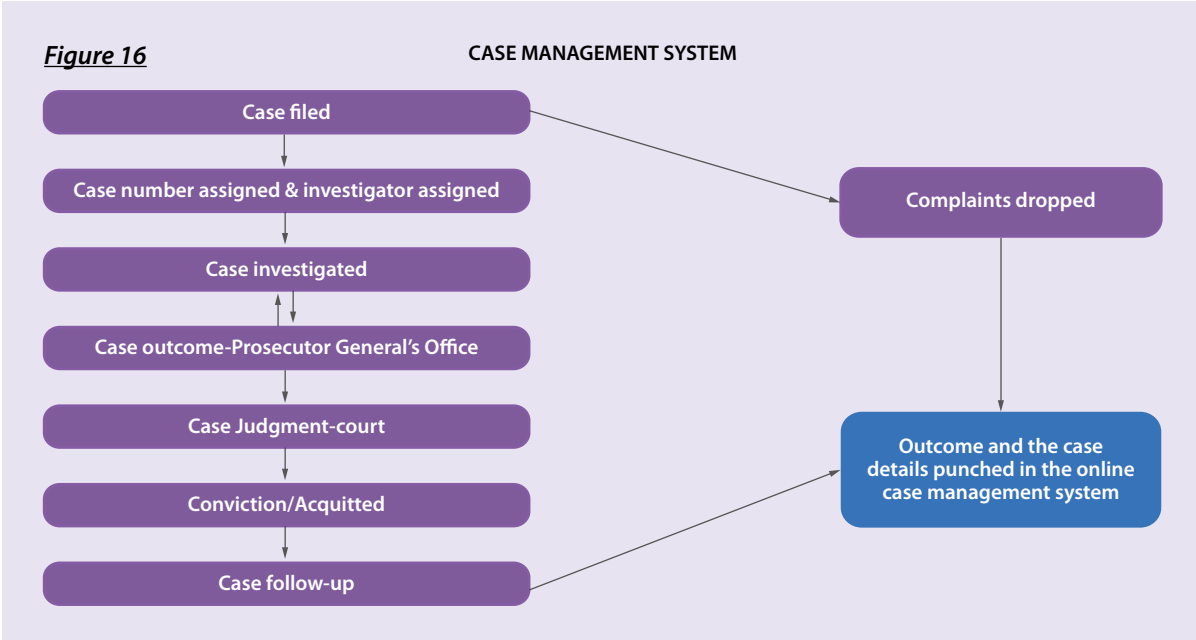 Figure 16
CASE MANAGEMENT SYSTEM
Case filed
Case number assigned & investigator assigned
Case investigated
Case outcome-Prosecutor General's Office
Case Judgment-court
Conviction/Acquitted
Case follow-up
Complaints dropped
Outcome and the case
details punched in the online
case management system